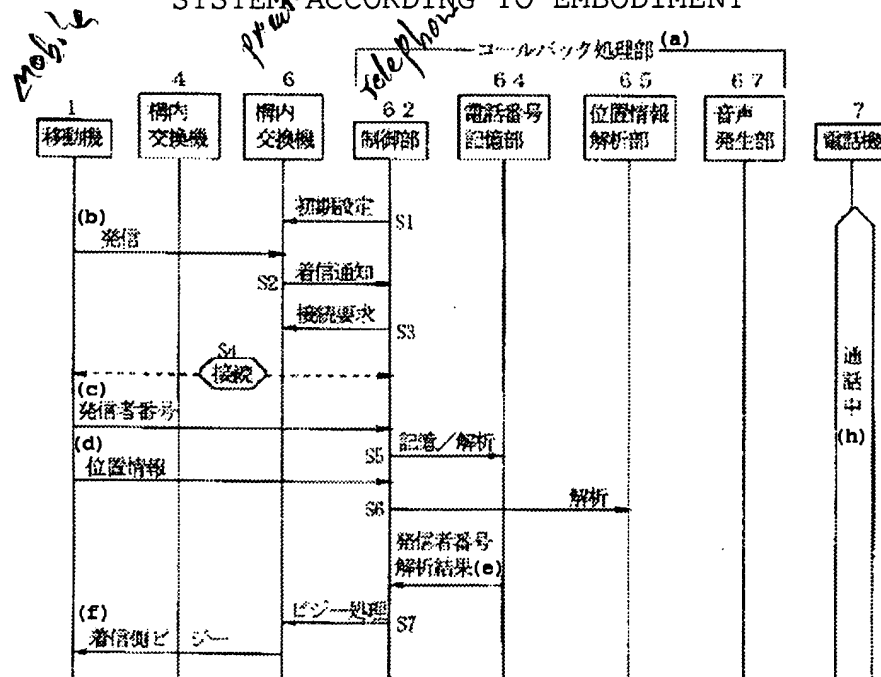 SYSTEM ACCORDING TO EMBODIMENT
Mobile
Telephone
コールバック処理部 (a)
1
4
6
62
64
65
67
7
移動機
構内
交換機
構内
交換機
制御部
電話番号
記憶部
位置情報
解析部
音声
発生部
電話機
初期設定
S1
(b)
発信
S2
着信通知
接続要求
S3
S4
接続
(c)
発信者番号
(d)
S5
記憶/解析
位置情報
S6
解析
発信者番号
解析結果(e)
ビジー処理
S7
(f)
着信側ビジー
通話中
(h)